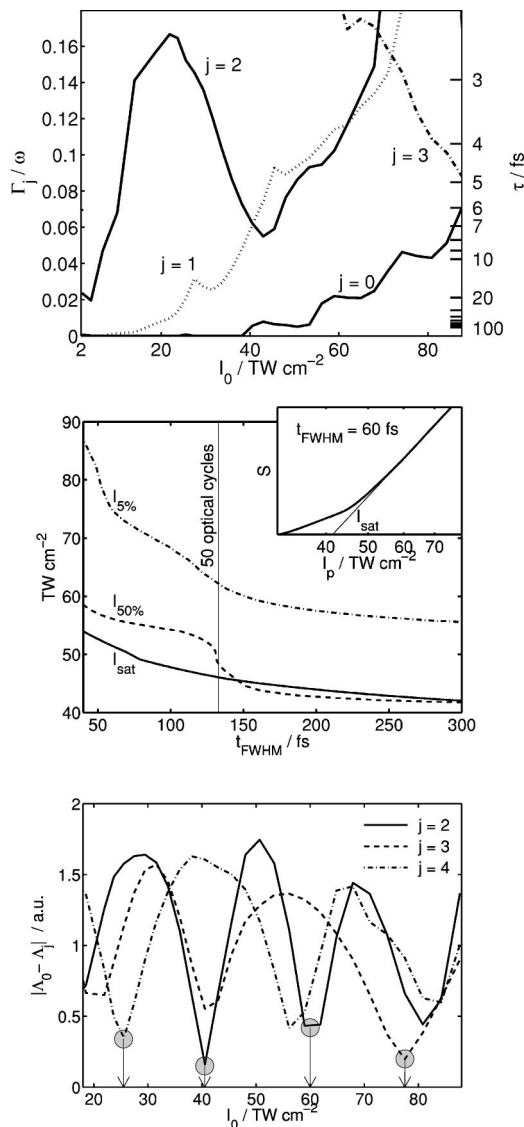 0.16
0.14
0.12
0.1
0.08
0.06
0.04
0.02
0
Γj / ω
j = 2
j = 3
j = 1
j=0
3
4
5
6
7
10
20
100
τ / fs
2 20 40 60 80
I0 / TW cm−2
90
80
70
60
50
40
TW cm−2
I5%
I50%
Isat
50 optical cycles
50 100 150 200 250 300
tFWHM / fs
tFWHM = 60 fs
S
Isat
40 50 60 70
Ip / TW cm−2
2
1.5
1
0.5
0
|Λ0− Λj| / a.u.
j = 2
j = 3
j = 4
20 30 40 50 60 70 80
I0 / TW cm−2